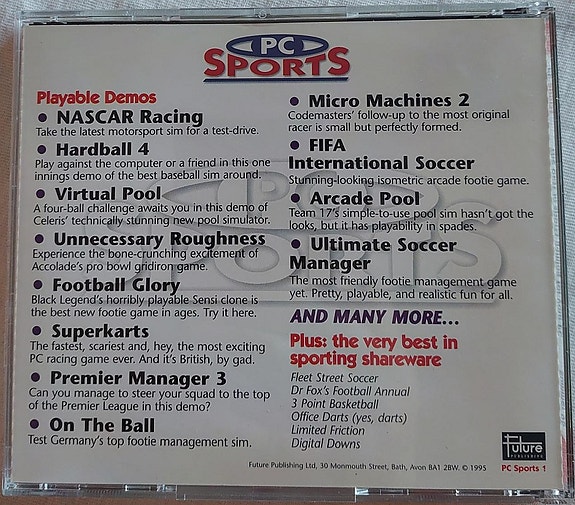 PC
SPORTS
Playable Demos
• NASCAR Racing
Take the latest motorsport sim for a test-drive.
• Hardball 4
Play against the computer or a friend in this one
innings demo of the best baseball sim around.
• Virtual Pool
A four-ball challenge awaits you in this demo of
Celeris' technically stunning new pool simulator.
• Unnecessary Roughness
Experience the bone-crunching excitement of
Accolade's pro bowl gridiron game.
• Football Glory
Black Legend's horribly playable Sensi clone is
the best new footie game in ages. Try it here.
• Superkarts
The fastest, scariest and, hey, the most exciting
PC racing game ever. And it's British, by gad.
• Premier Manager 3
Can you manage to steer your squad to the top
of the Premier League in this demo?
• On The Ball
Test Germany's top footie management sim.
• Micro Machines 2
Codemasters' follow-up to the most original
racer is small but perfectly formed.
• FIFA
International Soccer
Stunning-looking isometric arcade footie game.
• Arcade Pool
Team 17's simple-to-use pool sim hasn't got the
looks, but it has playability in spades.
• Ultimate Soccer
Manager
The most friendly footie management game
yet. Pretty, playable, and realistic fun for all.
AND MANY MORE...
Plus: the very best in
sporting shareware
Fleet Street Soccer
Dr Fox's Football Annual
3 Point Basketball
Office Darts (yes, darts)
Limited Friction
Digital Downs
Future
PUBLISHING
Future Publishing Ltd, 30 Monmouth Street, Bath, Avon BA1 2BW. © 1995
PC Sports 1
PC
SPORTS